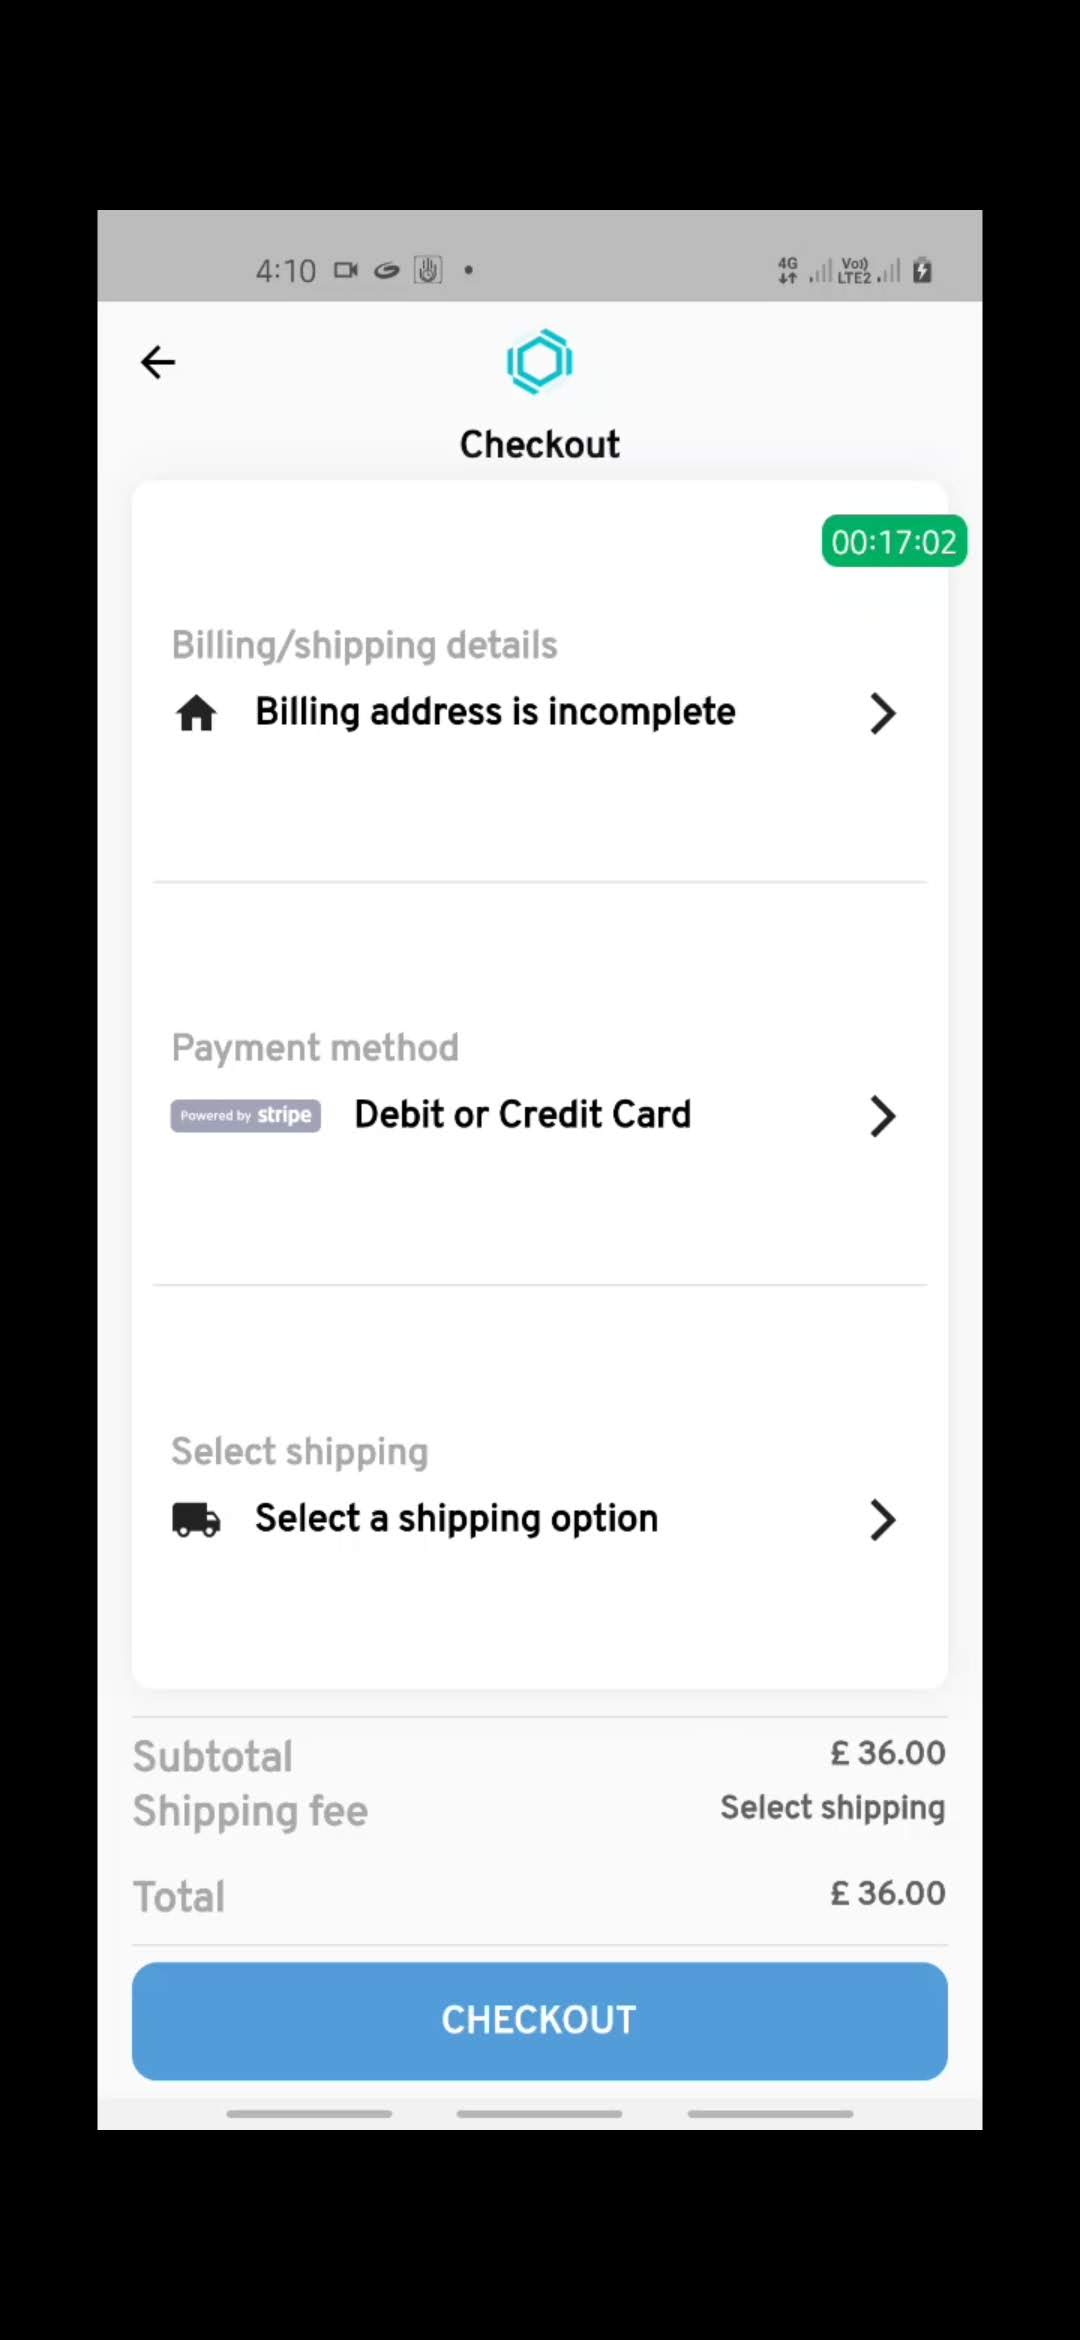 4:10
4G
Vo))
LTE2
Checkout
00:17:02
Billing/shipping details
Billing address is incomplete
Payment method
Powered by stripe
Debit or Credit Card
Select shipping
Select a shipping option
Subtotal
£ 36.00
Shipping fee
Select shipping
Total
£ 36.00
CHECKOUT